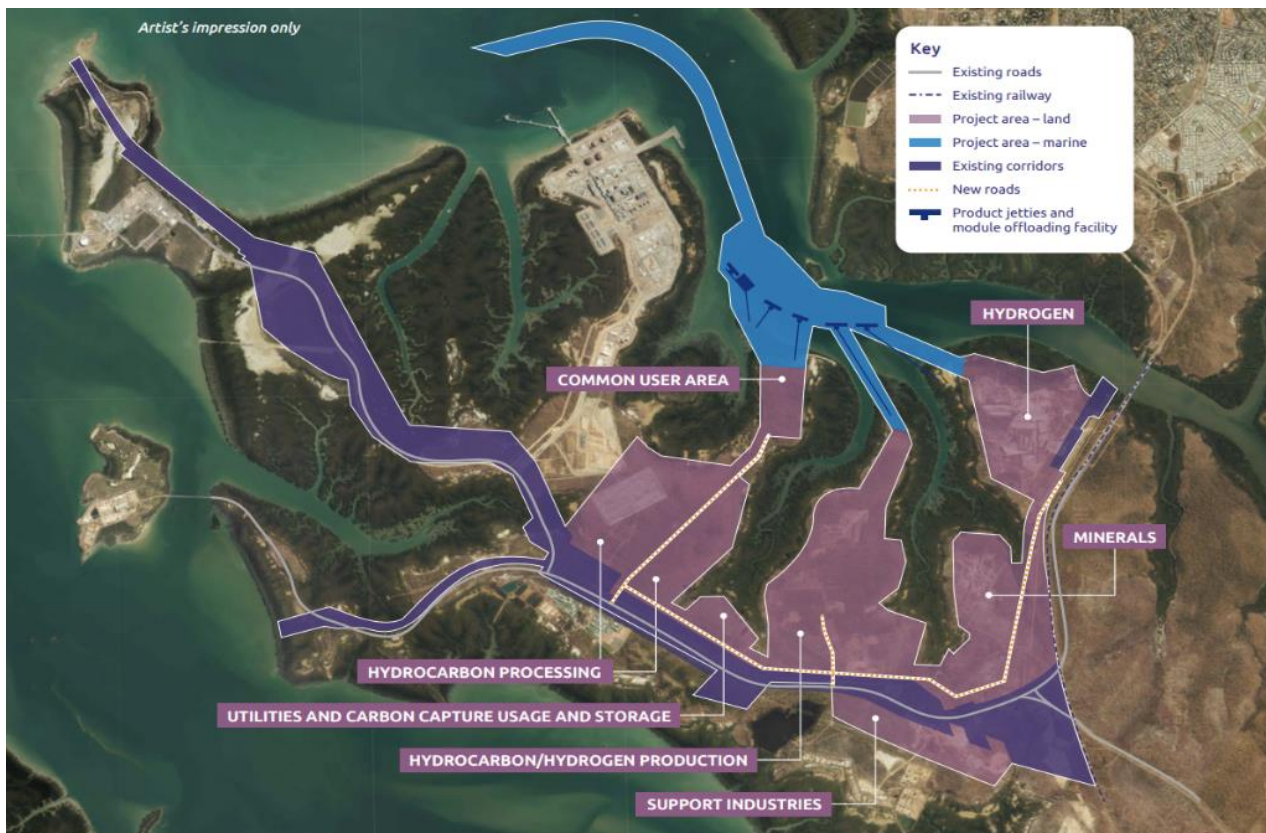 Artist's impression only
Key
Existing roads
Existing railway
Project area – land
Project area – marine
Existing corridors
New roads
Product jetties and
module offloading facility
HYDROGEN
COMMON USER AREA
MINERALS
HYDROCARBON PROCESSING
UTILITIES AND CARBON CAPTURE USAGE AND STORAGE
HYDROCARBON/HYDROGEN PRODUCTION
SUPPORT INDUSTRIES